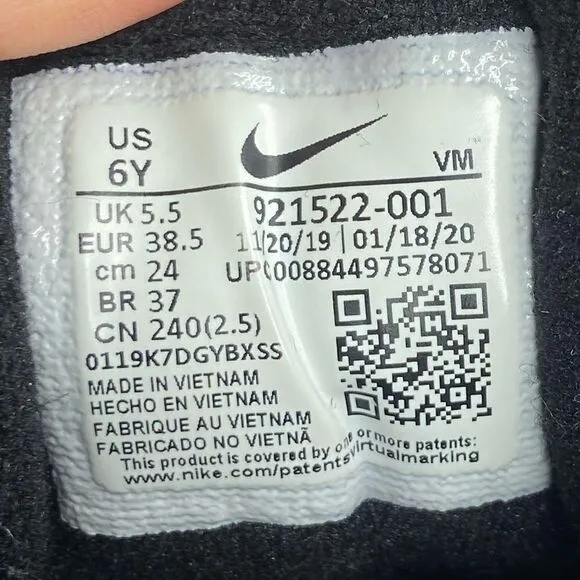 US
6Y
VM
UK 5.5
921522-001
EUR 38.5
11/20/19 | 01/18/20
cm 24
UPC00884497578071
BR 37
CN 240(2.5)
0119K7DGYBXSS
MADE IN VIETNAM
HECHO EN VIETNAM
FABRIQUE AU VIETNAM
FABRICADO NO VIETNÃ
This product is covered by one or more patents:
www.nike.com/patentsvirtualmarking